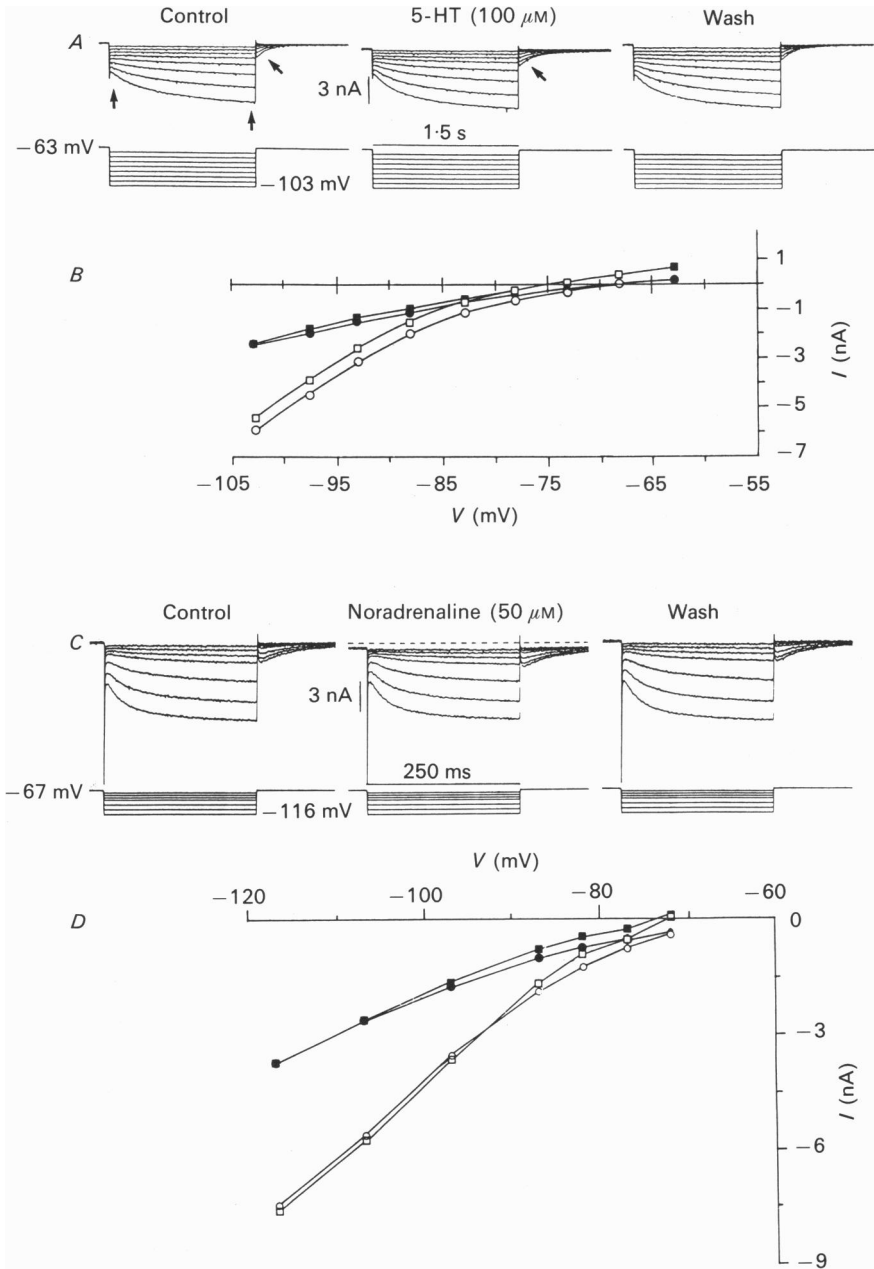 Control 5-HT (100 μM) Wash
A
3 nA
1·5 s
−63 mV
−103 mV
B
1
−1
−3
−5
−7
I (nA)
−105 −95 −85 −75 −65 −55
V (mV)
Control Noradrenaline (50 μM) Wash
C
3 nA
250 ms
−67 mV
−116 mV
V (mV)
−120 −100 −80 −60
D
0
−3
−6
−9
I (nA)